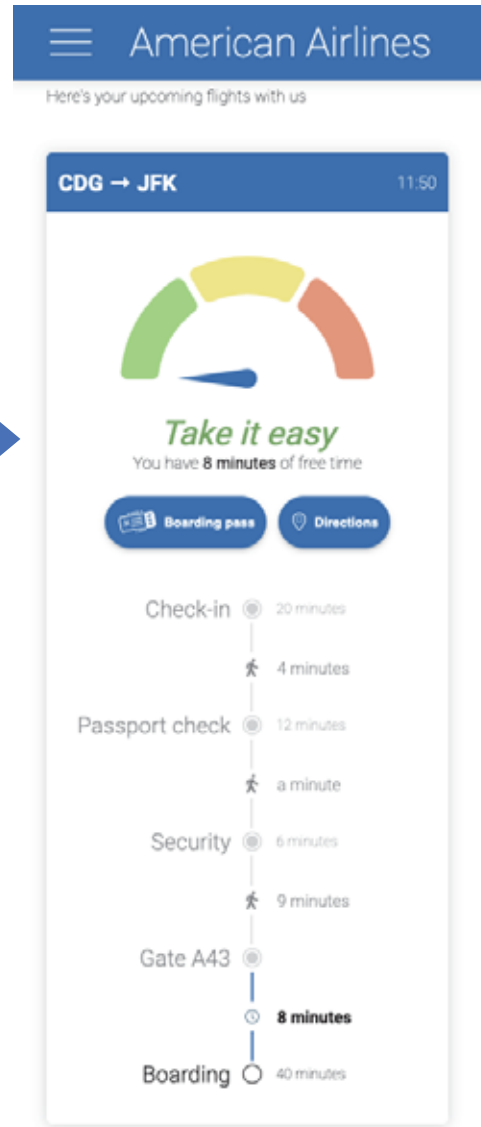 American Airlines
Here's your upcoming flights with us
CDG → JFK 11:50
Take it easy
You have 8 minutes of free time
Boarding pass Directions
Check-in 20 minutes
4 minutes
Passport check 12 minutes
a minute
Security 6 minutes
9 minutes
Gate A43
8 minutes
Boarding 40 minutes